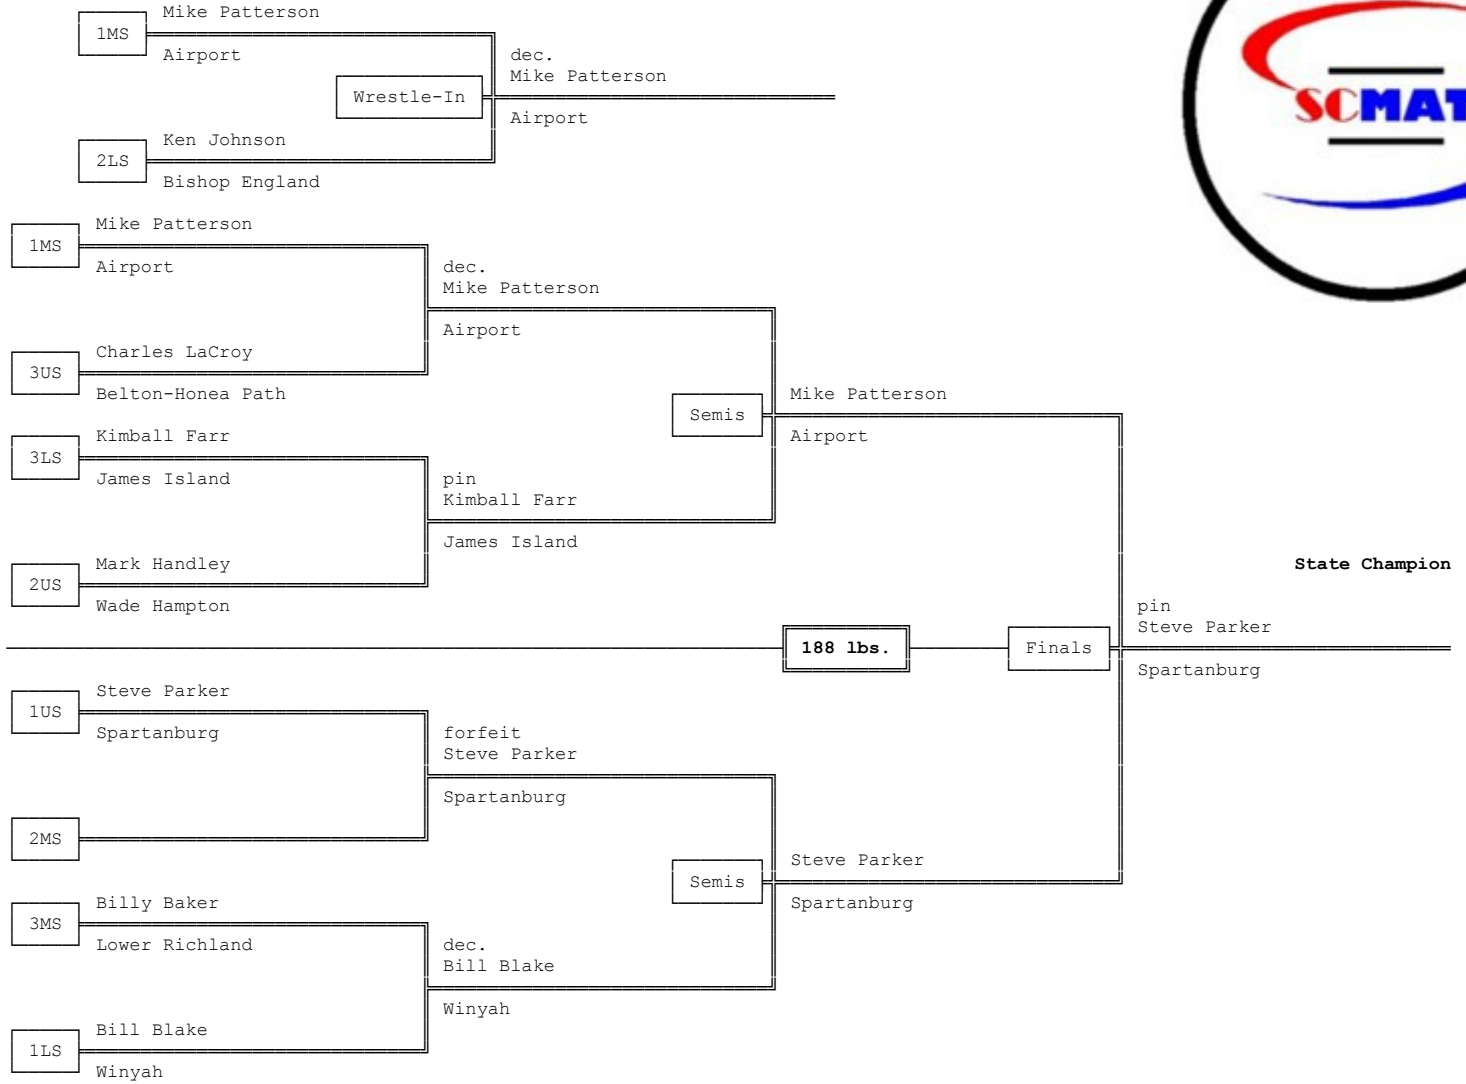 Mike Patterson
1MS
Airport
dec.
Mike Patterson
Wrestle-In
Airport
Ken Johnson
2LS
Bishop England
SCMAT
Mike Patterson
1MS
Airport
dec.
Mike Patterson
Airport
Charles LaCroy
3US
Belton-Honea Path
Semis
Mike Patterson
Airport
Kimball Farr
3LS
James Island
pin
Kimball Farr
James Island
Mark Handley
2US
Wade Hampton
State Champion
pin
Steve Parker
188 lbs.
Finals
Spartanburg
Steve Parker
1US
Spartanburg
forfeit
Steve Parker
Spartanburg
2MS
Semis
Steve Parker
Spartanburg
Billy Baker
3MS
Lower Richland
dec.
Bill Blake
Winyah
Bill Blake
1LS
Winyah